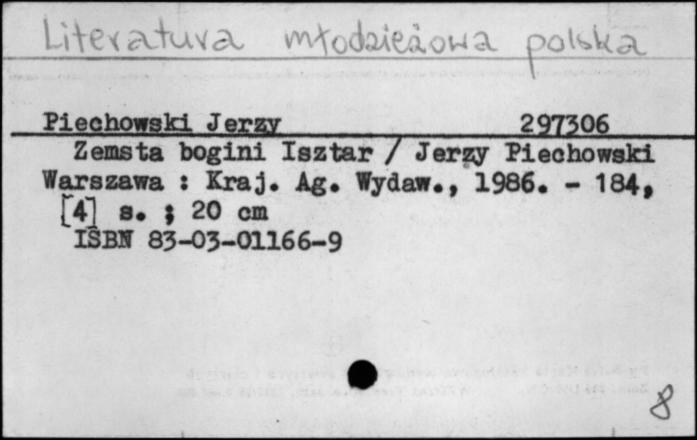 Literatura młodzieżowa polska
Piechowski Jerzy 297306
Zemsta bogini Isztar / Jerzy Piechowski
Warszawa : Kraj. Ag. Wydaw., 1986. - 184,
[4] s. ; 20 cm
ISBN 83-03-01166-9
8